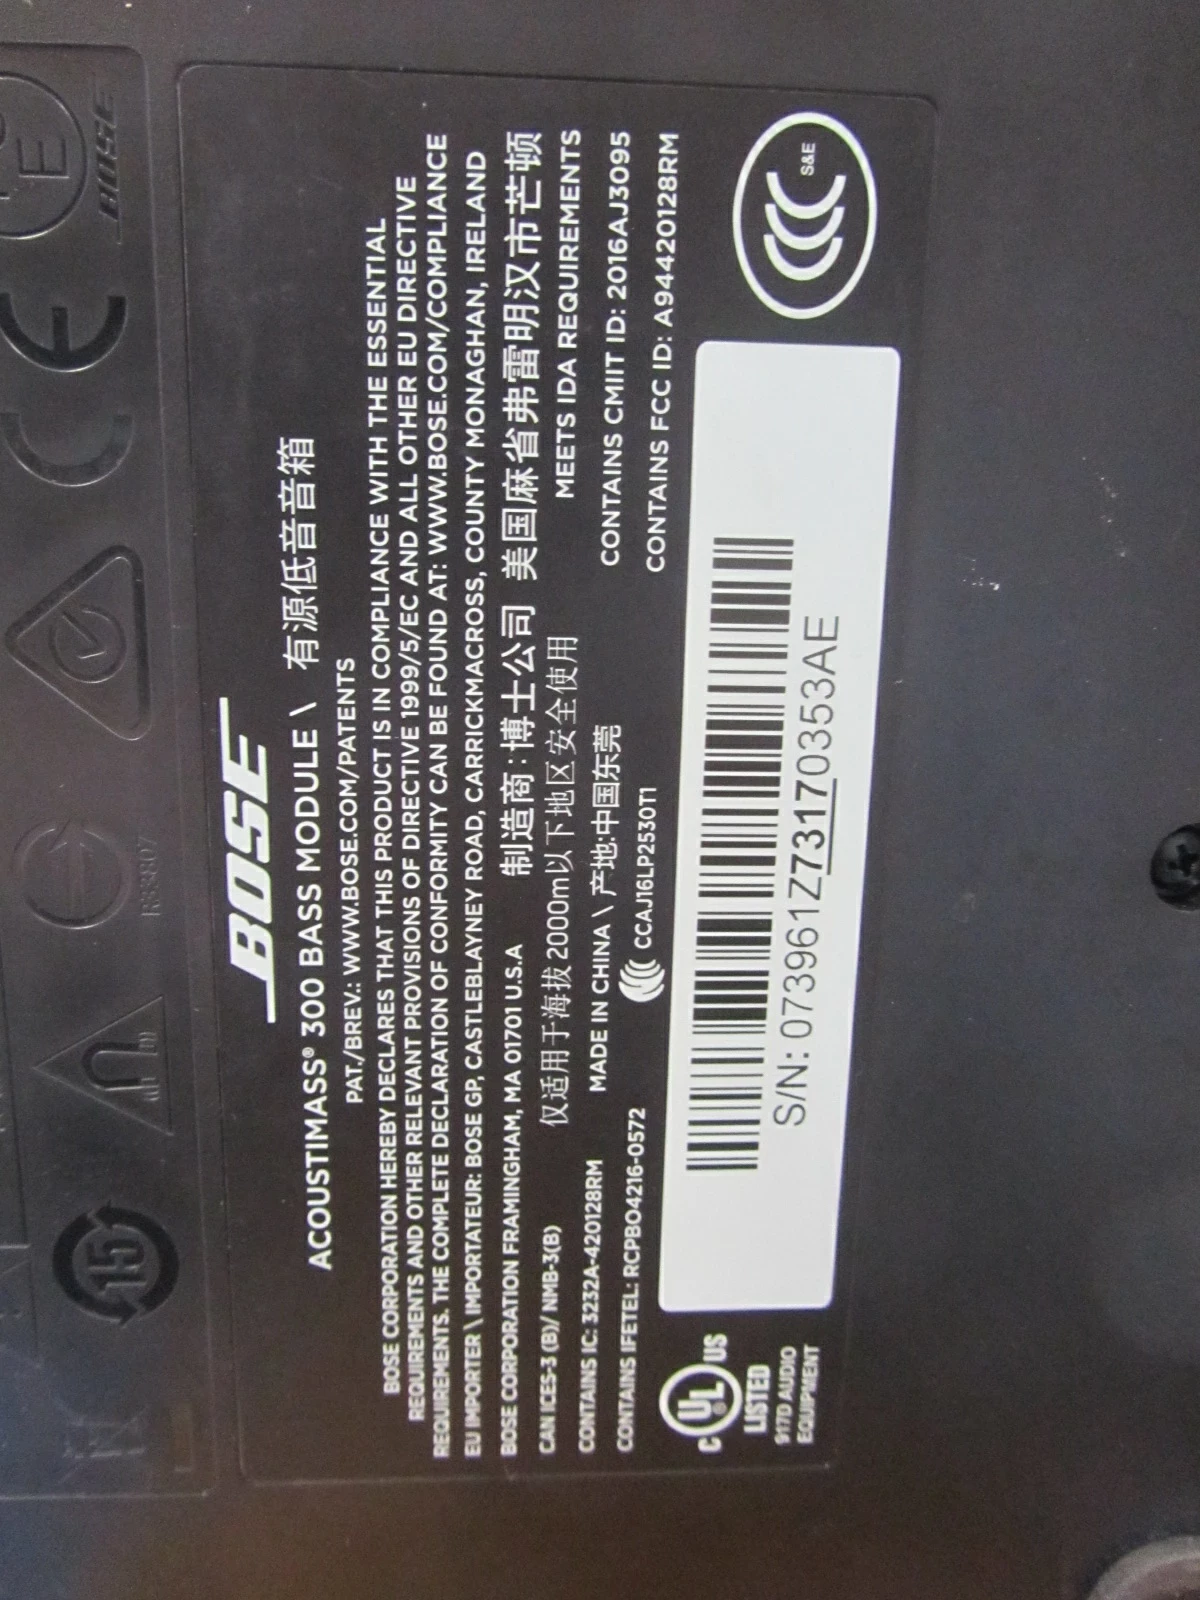 BOSE
ACOUSTIMASS® 300 BASS MODULE \ 有源低音音箱
PAT./BREV.: WWW.BOSE.COM/PATENTS
BOSE CORPORATION HEREBY DECLARES THAT THIS PRODUCT IS IN COMPLIANCE WITH THE ESSENTIAL
REQUIREMENTS AND OTHER RELEVANT PROVISIONS OF DIRECTIVE 1999/5/EC AND ALL OTHER EU DIRECTIVE
REQUIREMENTS. THE COMPLETE DECLARATION OF CONFORMITY CAN BE FOUND AT: WWW.BOSE.COM/COMPLIANCE
EU IMPORTER \ IMPORTATEUR: BOSE GP, CASTLEBLAYNEY ROAD, CARRICKMACROSS, COUNTY MONAGHAN, IRELAND
BOSE CORPORATION FRAMINGHAM, MA 01701 U.S.A 制造商:博士公司 美国麻省弗雷明汉市芒顿
CAN ICES-3 (B)/ NMB-3(B) 仅适用于海拔2000m以下地区安全使用 MEETS IDA REQUIREMENTS
CONTAINS IC: 3232A-420128RM MADE IN CHINA \ 产地:中国东莞 CONTAINS CMIIT ID: 2016AJ3095
CONTAINS IFETEL: RCPBO4216-0572 CCAJ16LP2530T1 CONTAINS FCC ID: A94420128RM
C UL US
LISTED
917D AUDIO
EQUIPMENT
S/N: 073961Z73170353AE
CCC S&E
15
R33807
CE
BOSE